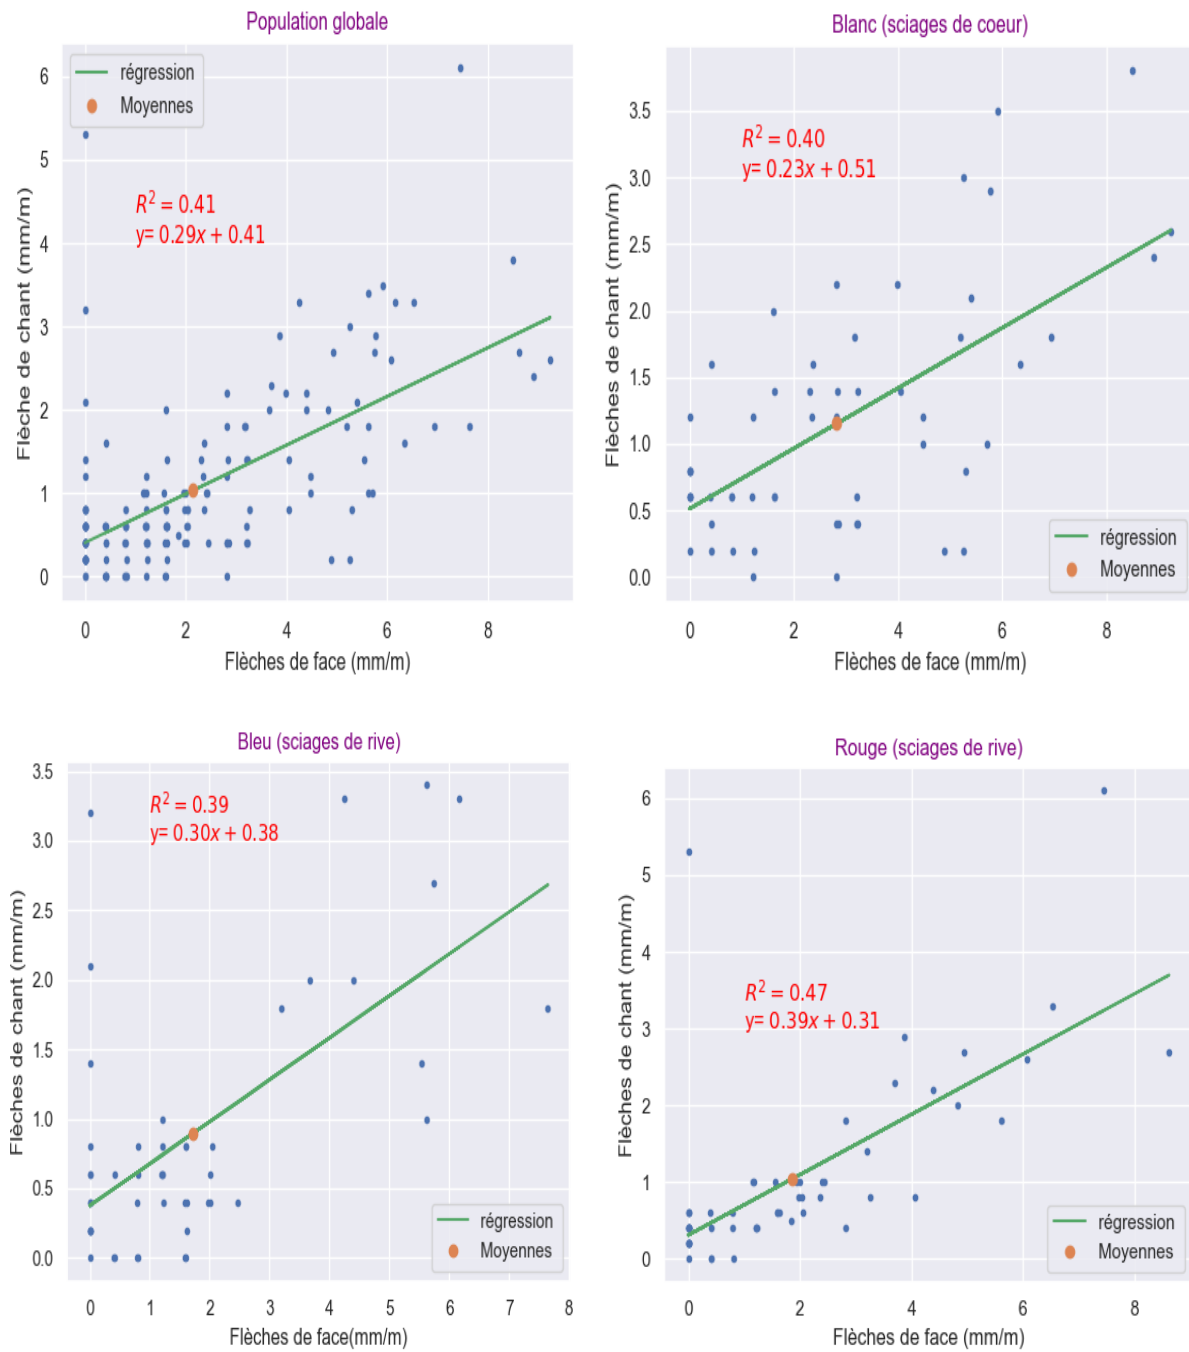 Population globale
régression
Moyennes
R² = 0.41
y= 0.29x + 0.41
Flèche de chant (mm/m)
6
5
4
3
2
1
0
0 2 4 6 8
Flèches de face (mm/m)
Blanc (sciages de coeur)
R² = 0.40
y= 0.23x + 0.51
Flèches de chant (mm/m)
3.5
3.0
2.5
2.0
1.5
1.0
0.5
0.0
régression
Moyennes
0 2 4 6 8
Flèches de face (mm/m)
Bleu (sciages de rive)
R² = 0.39
y= 0.30x + 0.38
Flèches de chant (mm/m)
3.5
3.0
2.5
2.0
1.5
1.0
0.5
0.0
régression
Moyennes
0 1 2 3 4 5 6 7 8
Flèches de face(mm/m)
Rouge (sciages de rive)
R² = 0.47
y= 0.39x + 0.31
Flèches de chant (mm/m)
6
5
4
3
2
1
0
régression
Moyennes
0 2 4 6 8
Flèches de face (mm/m)